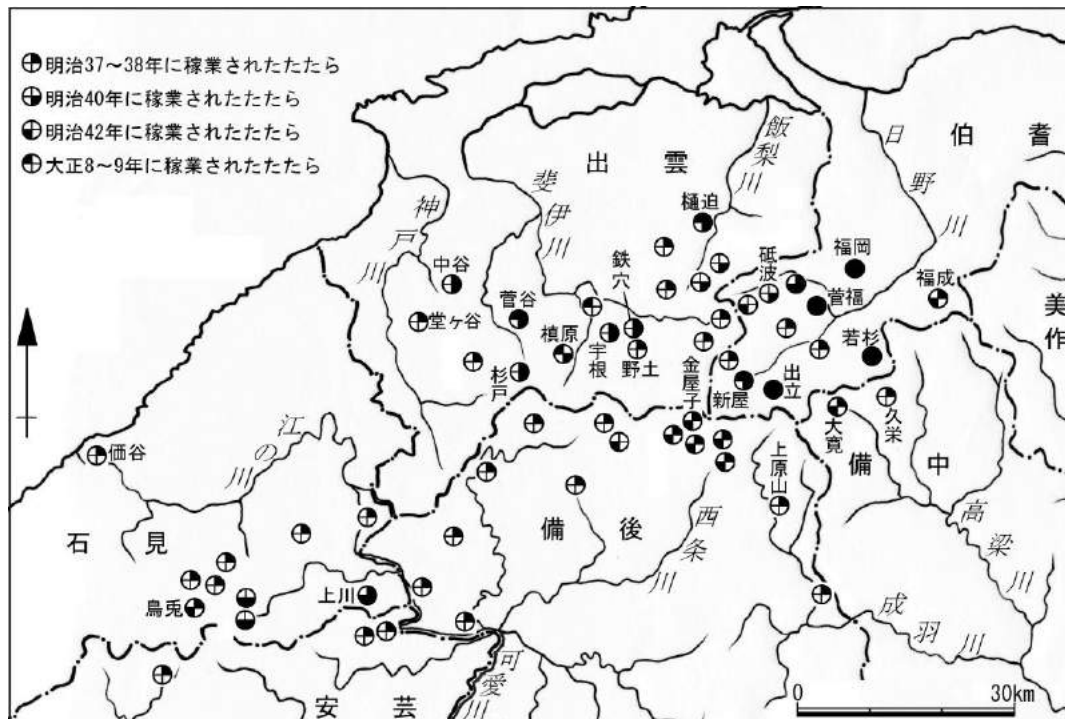 明治37〜38年に稼業されたたたら
明治40年に稼業されたたたら
明治42年に稼業されたたたら
大正8〜9年に稼業されたたたら
出雲
伯耆
美作
備中
備後
安芸
石見
飯梨川
日野川
斐伊川
神戸川
江の川
西条川
高梁川
成羽川
可愛川
樋迫
砥波
福岡
福成
菅福
若杉
中谷
堂ヶ谷
菅谷
鉄穴
槙原
宇根
野土
杉戸
金屋子
新屋
出立
大寛
久栄
上原山
価谷
鳥兎
上川
0
30km